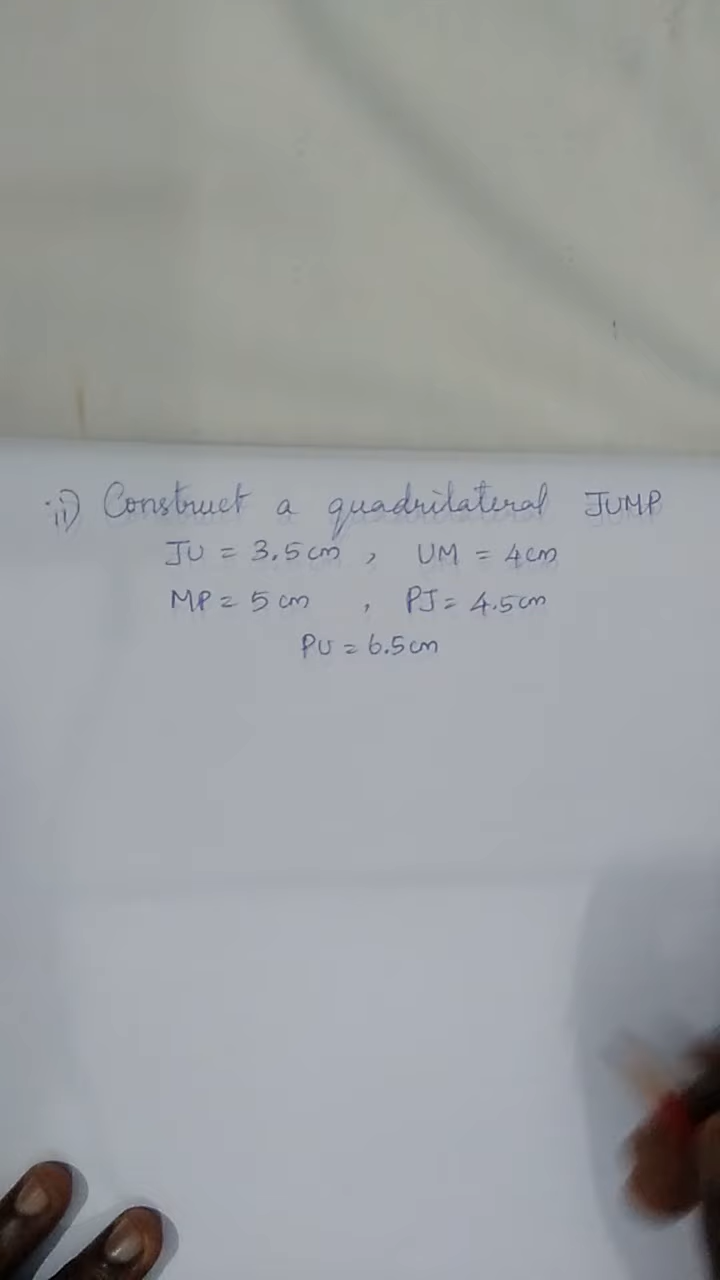 ii) Construct a quadrilateral JUMP
JU = 3.5 cm , UM = 4 cm
MP = 5 cm , PJ = 4.5 cm
PU = 6.5 cm